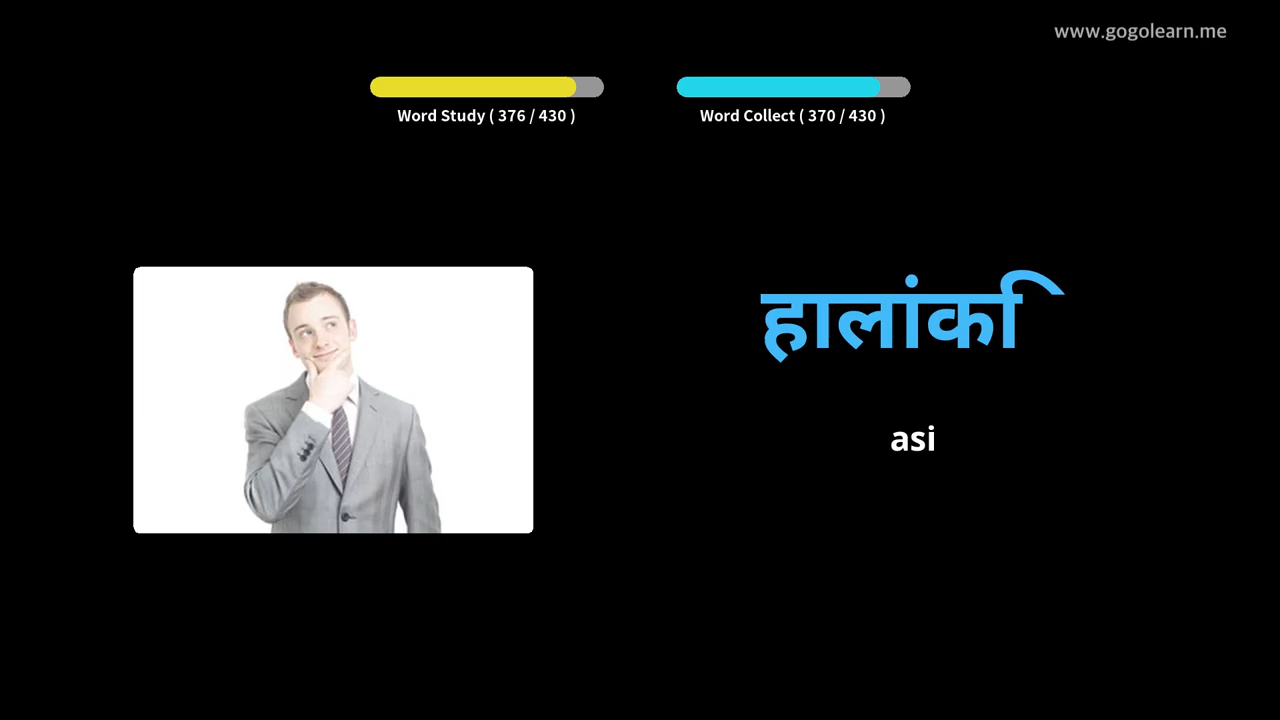 www.gogolearn.me
Word Study ( 376 / 430 )
Word Collect ( 370 / 430 )
हालांकि
asi